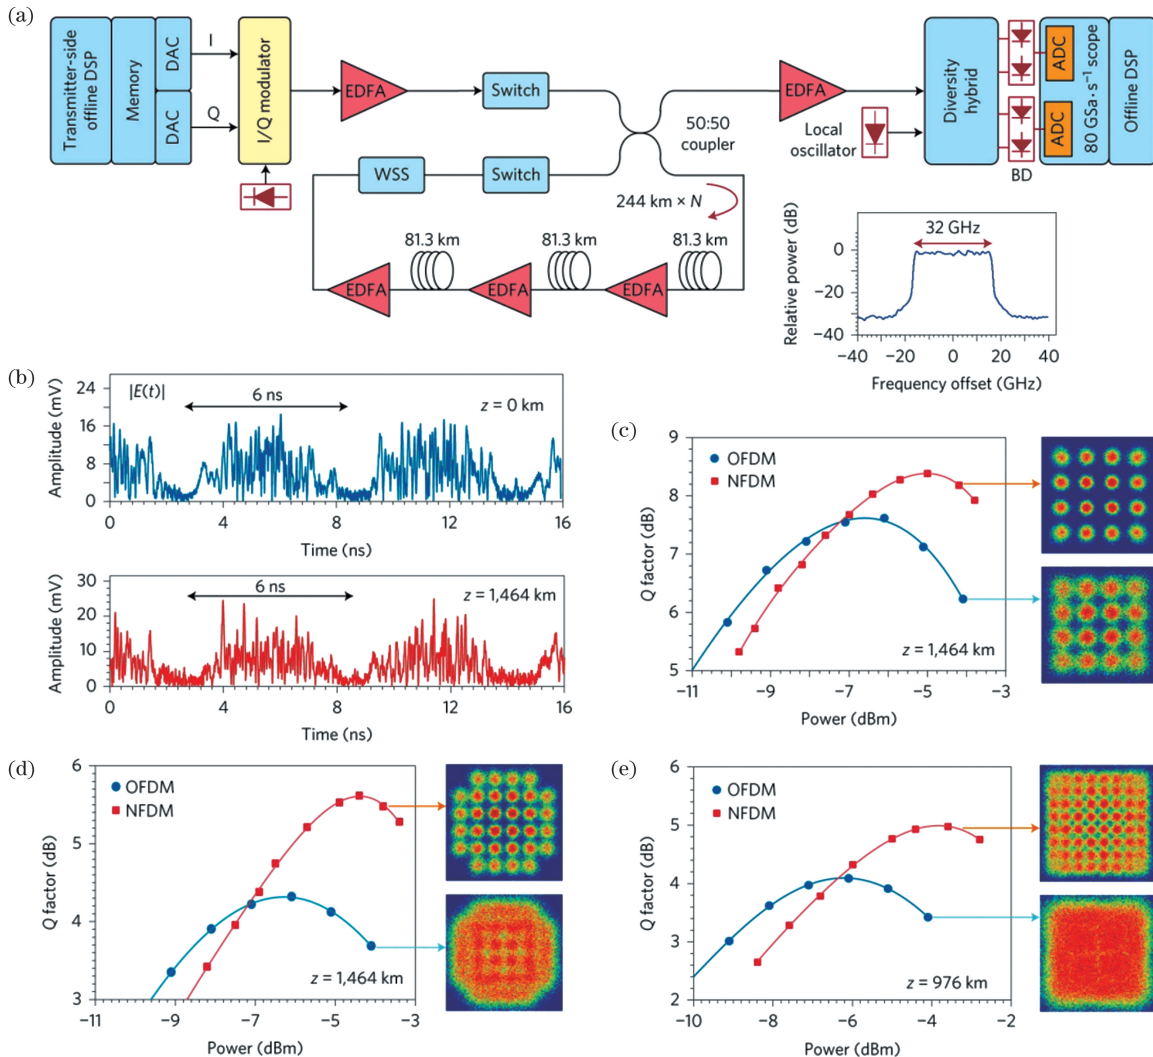 (a)
Transmitter-side
offline DSP
Memory
DAC
DAC
I
Q
I/Q modulator
EDFA
Switch
WSS
Switch
50:50
coupler
244 km × N
81.3 km
81.3 km
81.3 km
EDFA
EDFA
EDFA
EDFA
Local
oscillator
Diversity
hybrid
BD
ADC
ADC
80 GSa·s⁻¹ scope
Offline DSP
Relative power (dB)
32 GHz
0
−20
−40
−40
−20
0
20
40
Frequency offset (GHz)
(b)
Amplitude (mV)
24
16
8
0
|E(t)|
6 ns
z = 0 km
0
4
8
12
16
Time (ns)
Amplitude (mV)
30
20
10
0
6 ns
z = 1,464 km
0
4
8
12
16
Time (ns)
(c)
Q factor (dB)
9
8
7
6
5
OFDM
NFDM
z = 1,464 km
−11
−9
−7
−5
−3
Power (dBm)
(d)
Q factor (dB)
6
5
4
3
OFDM
NFDM
z = 1,464 km
−11
−9
−7
−5
−3
Power (dBm)
(e)
Q factor (dB)
6
5
4
3
2
OFDM
NFDM
z = 976 km
−10
−8
−6
−4
−2
Power (dBm)